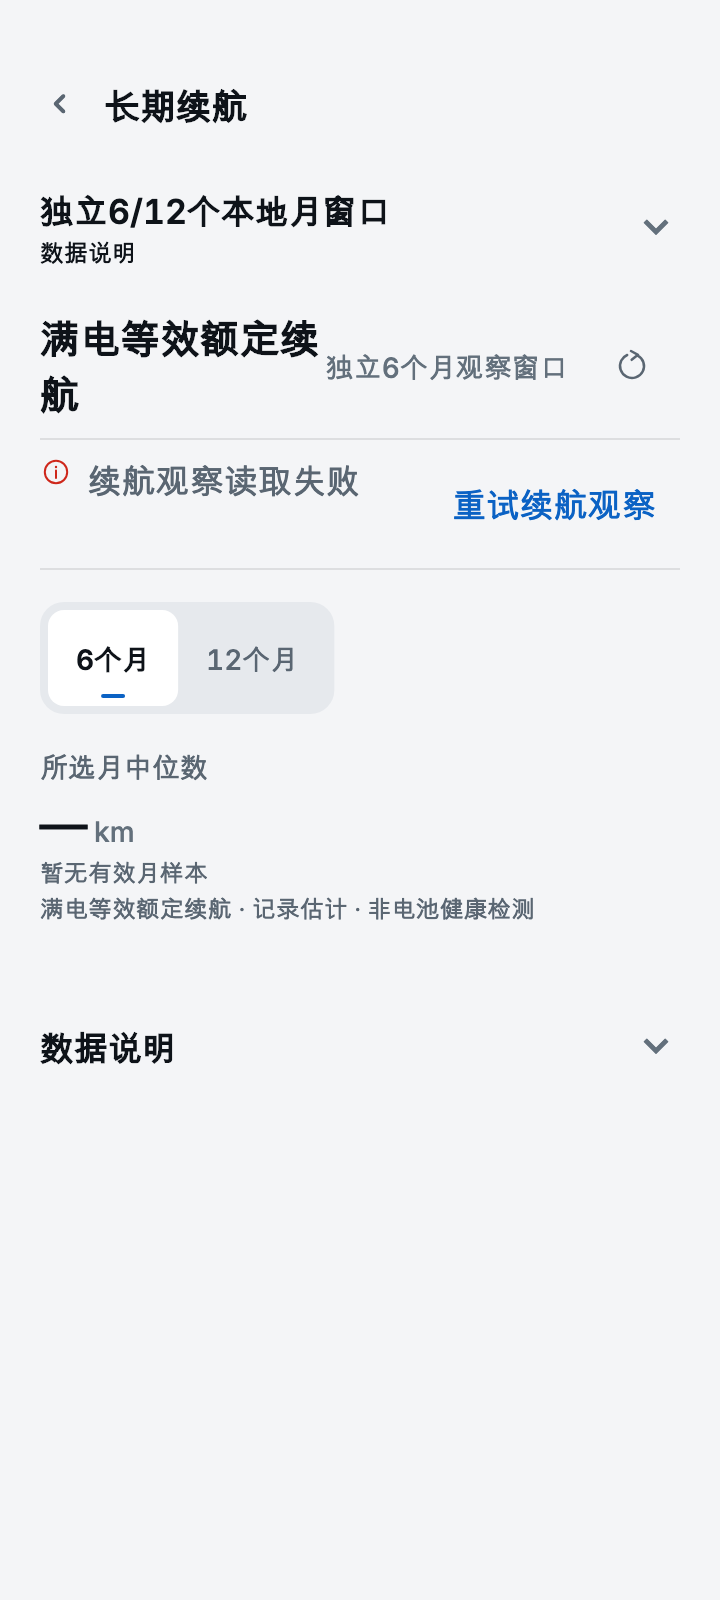 长期续航
独立6/12个本地月窗口
数据说明
满电等效额定续
航
独立6个月观察窗口
续航观察读取失败
重试续航观察
6个月
12个月
所选月中位数
— km
暂无有效月样本
满电等效额定续航 · 记录估计 · 非电池健康检测
数据说明